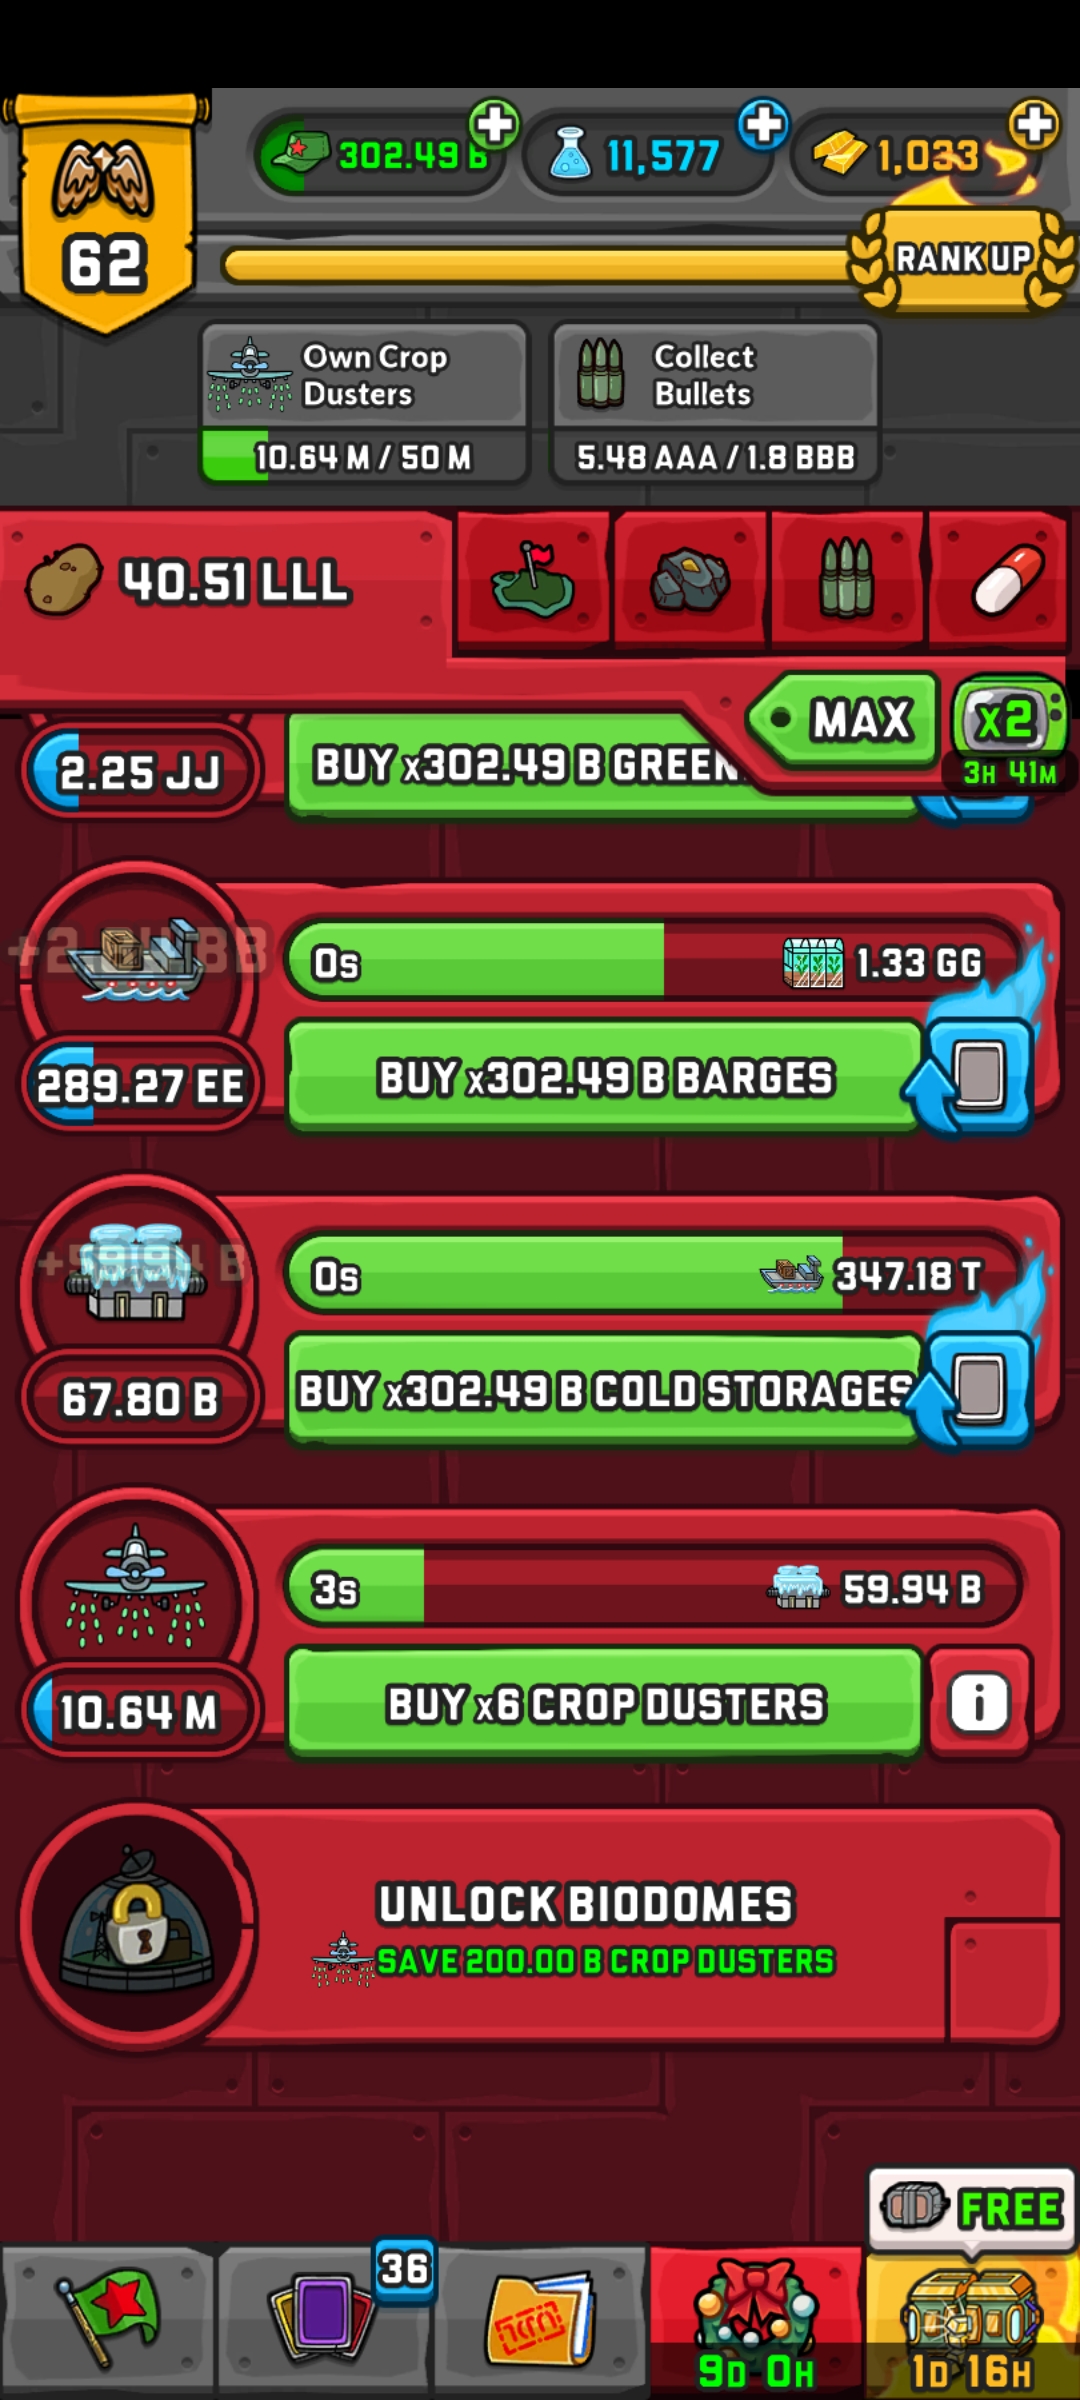 302.49 B
11,577
1,033
62
RANK UP
Own Crop
Dusters
10.64 M / 50 M
Collect
Bullets
5.48 AAA / 1.8 BBB
40.51 LLL
MAX
x2
3H 41M
2.25 JJ
BUY x302.49 B GREEN
0s
1.33 GG
289.27 EE
BUY x302.49 B BARGES
+59.94 B
0s
347.18 T
67.80 B
BUY x302.49 B COLD STORAGES
3s
59.94 B
10.64 M
BUY x6 CROP DUSTERS
i
UNLOCK BIODOMES
SAVE 200.00 B CROP DUSTERS
FREE
36
9D 0H
1D 16H